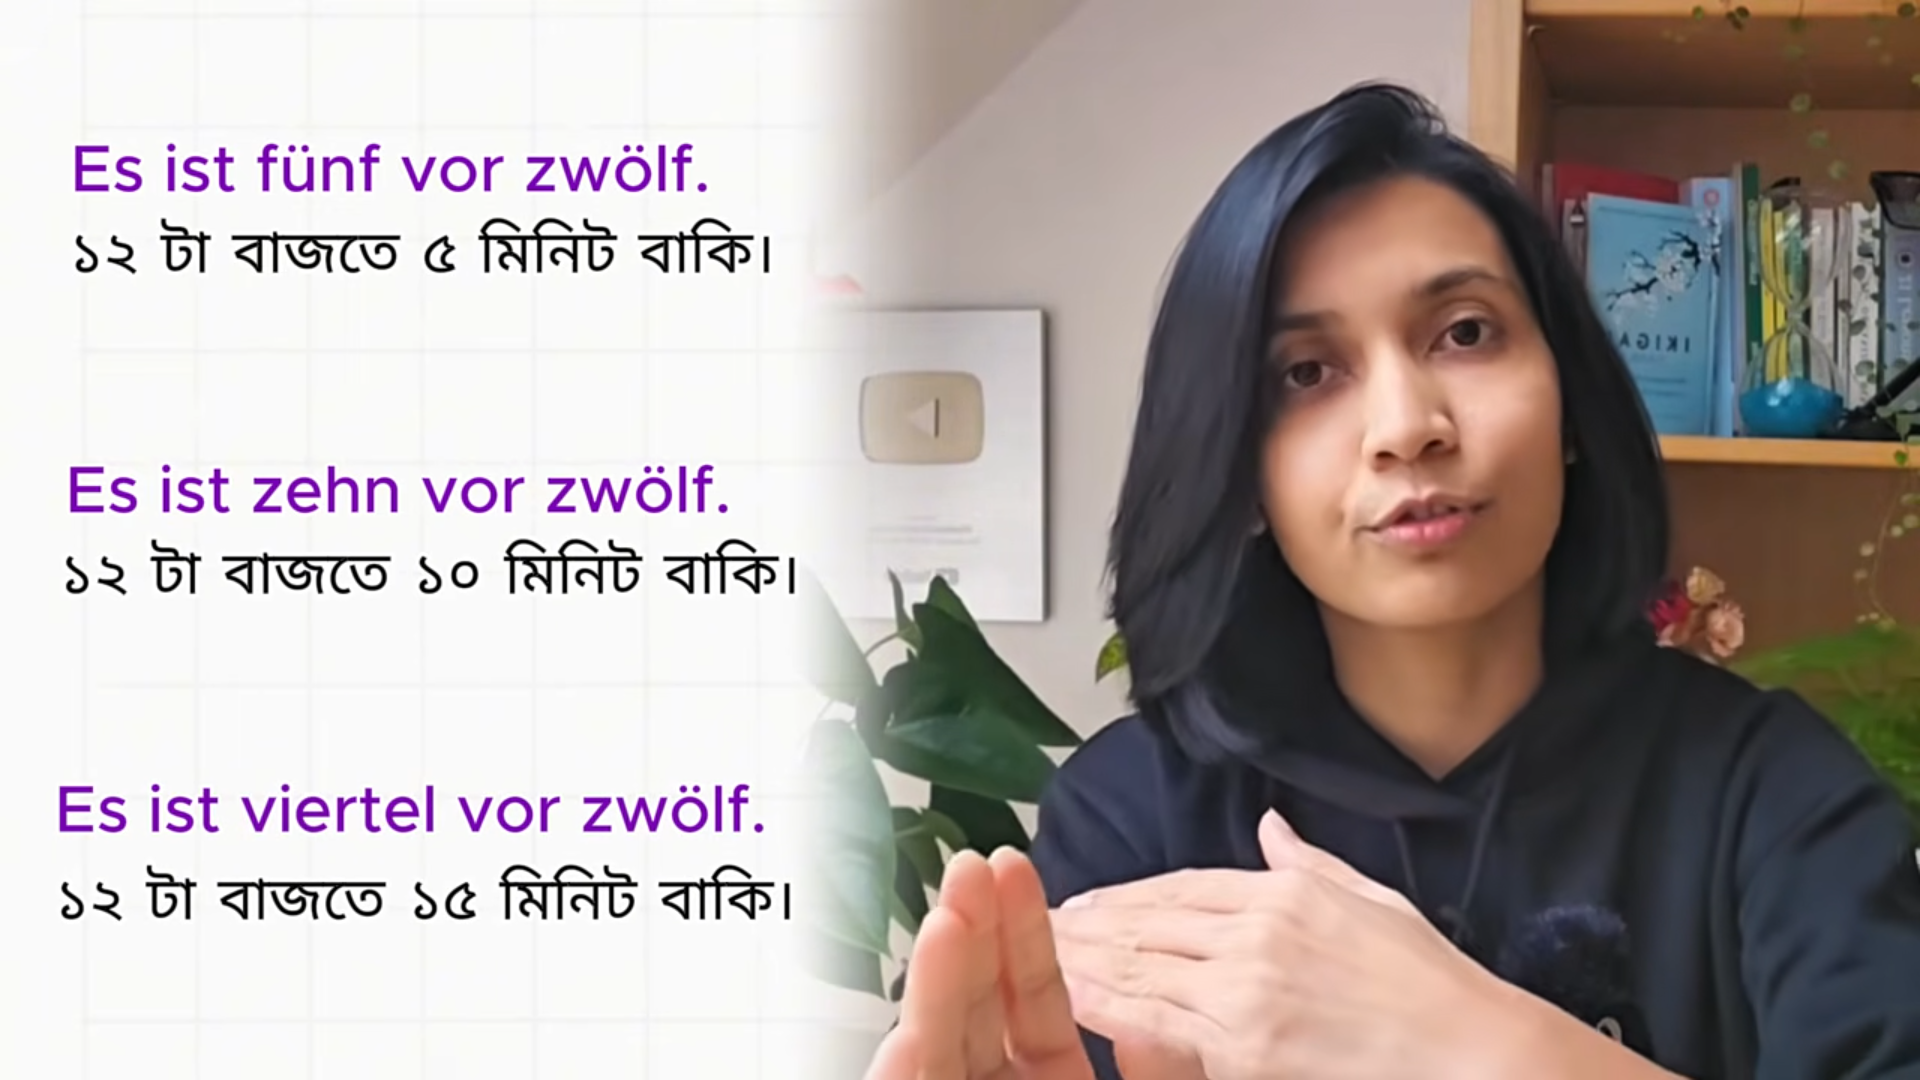 Es ist fünf vor zwölf.
১২ টা বাজতে ৫ মিনিট বাকি।
Es ist zehn vor zwölf.
১২ টা বাজতে ১০ মিনিট বাকি।
Es ist viertel vor zwölf.
১২ টা বাজতে ১৫ মিনিট বাকি।
IKIGAI